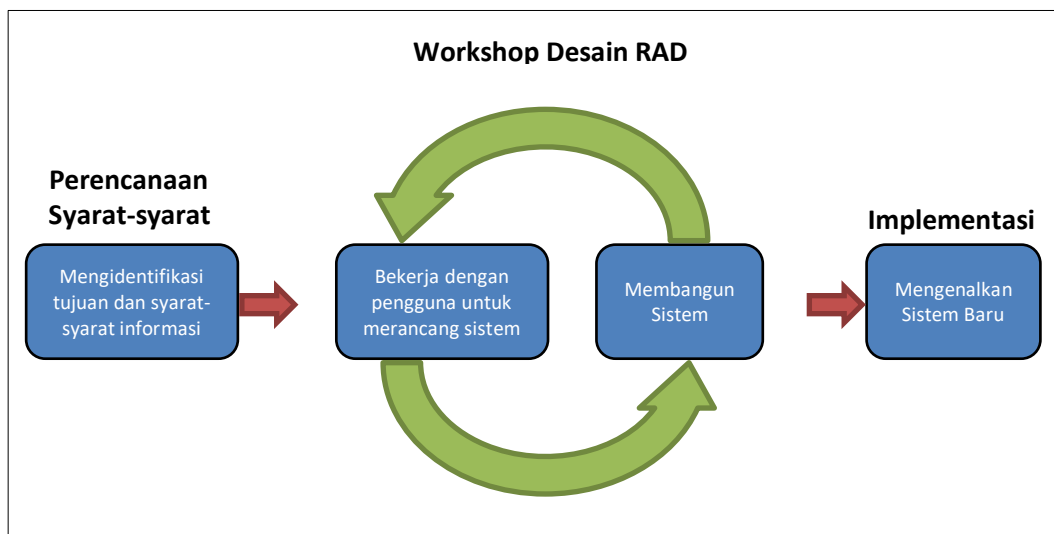 Workshop Desain RAD
Perencanaan
Syarat-syarat
Mengidentifikasi
tujuan dan syarat-
syarat informasi
Bekerja dengan
pengguna untuk
merancang sistem
Membangun
Sistem
Implementasi
Mengenalkan
Sistem Baru